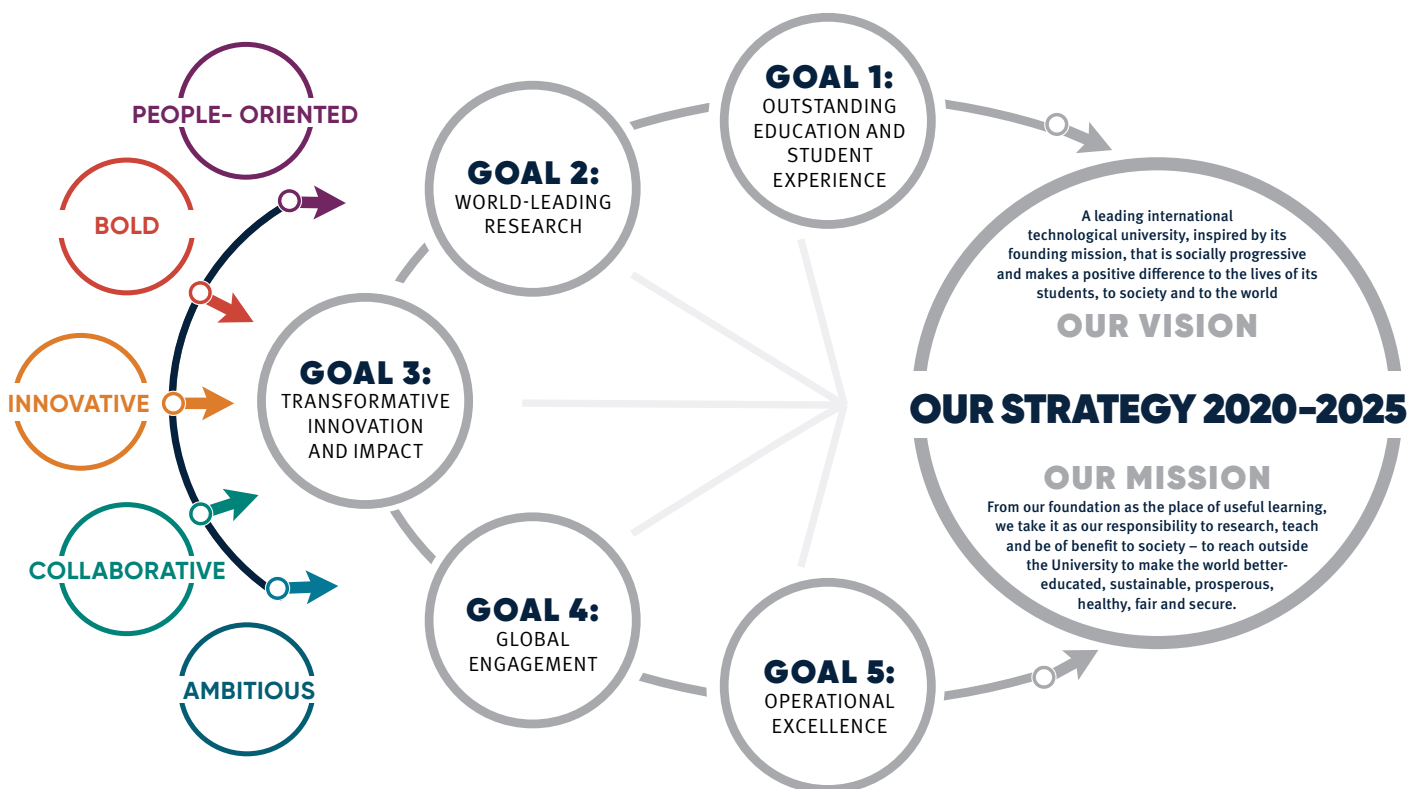 PEOPLE- ORIENTED
BOLD
INNOVATIVE
COLLABORATIVE
AMBITIOUS
GOAL 1:
OUTSTANDING
EDUCATION AND
STUDENT
EXPERIENCE
GOAL 2:
WORLD-LEADING
RESEARCH
GOAL 3:
TRANSFORMATIVE
INNOVATION
AND IMPACT
GOAL 4:
GLOBAL
ENGAGEMENT
GOAL 5:
OPERATIONAL
EXCELLENCE
A leading international
technological university, inspired by its
founding mission, that is socially progressive
and makes a positive difference to the lives of its
students, to society and to the world
OUR VISION
OUR STRATEGY 2020-2025
OUR MISSION
From our foundation as the place of useful learning,
we take it as our responsibility to research, teach
and be of benefit to society – to reach outside
the University to make the world better-
educated, sustainable, prosperous,
healthy, fair and secure.